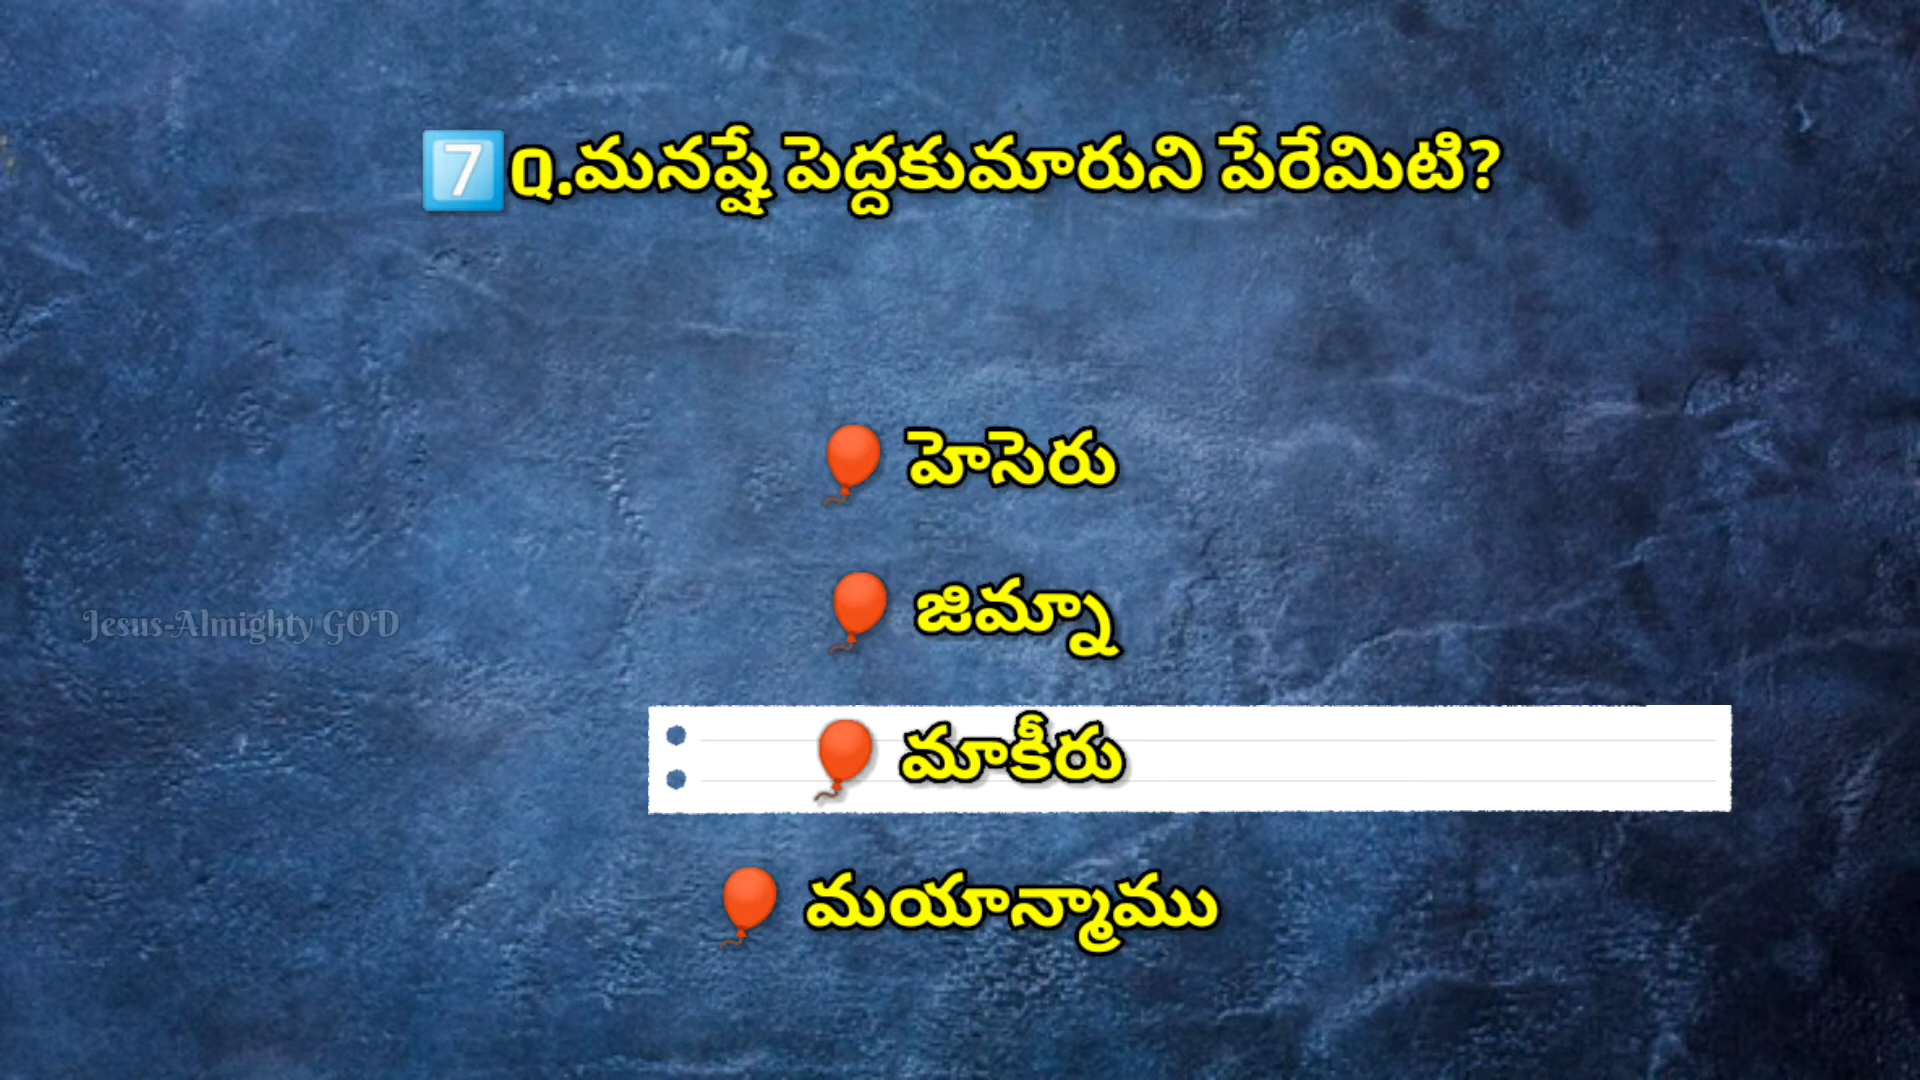 7️⃣Q.మనష్షే పెద్దకుమారుని పేరేమిటి?
🎈 హెసెరు
🎈 జిమ్నా
Jesus-Almighty GOD
🎈 మాకీరు
🎈 మయాన్మాము